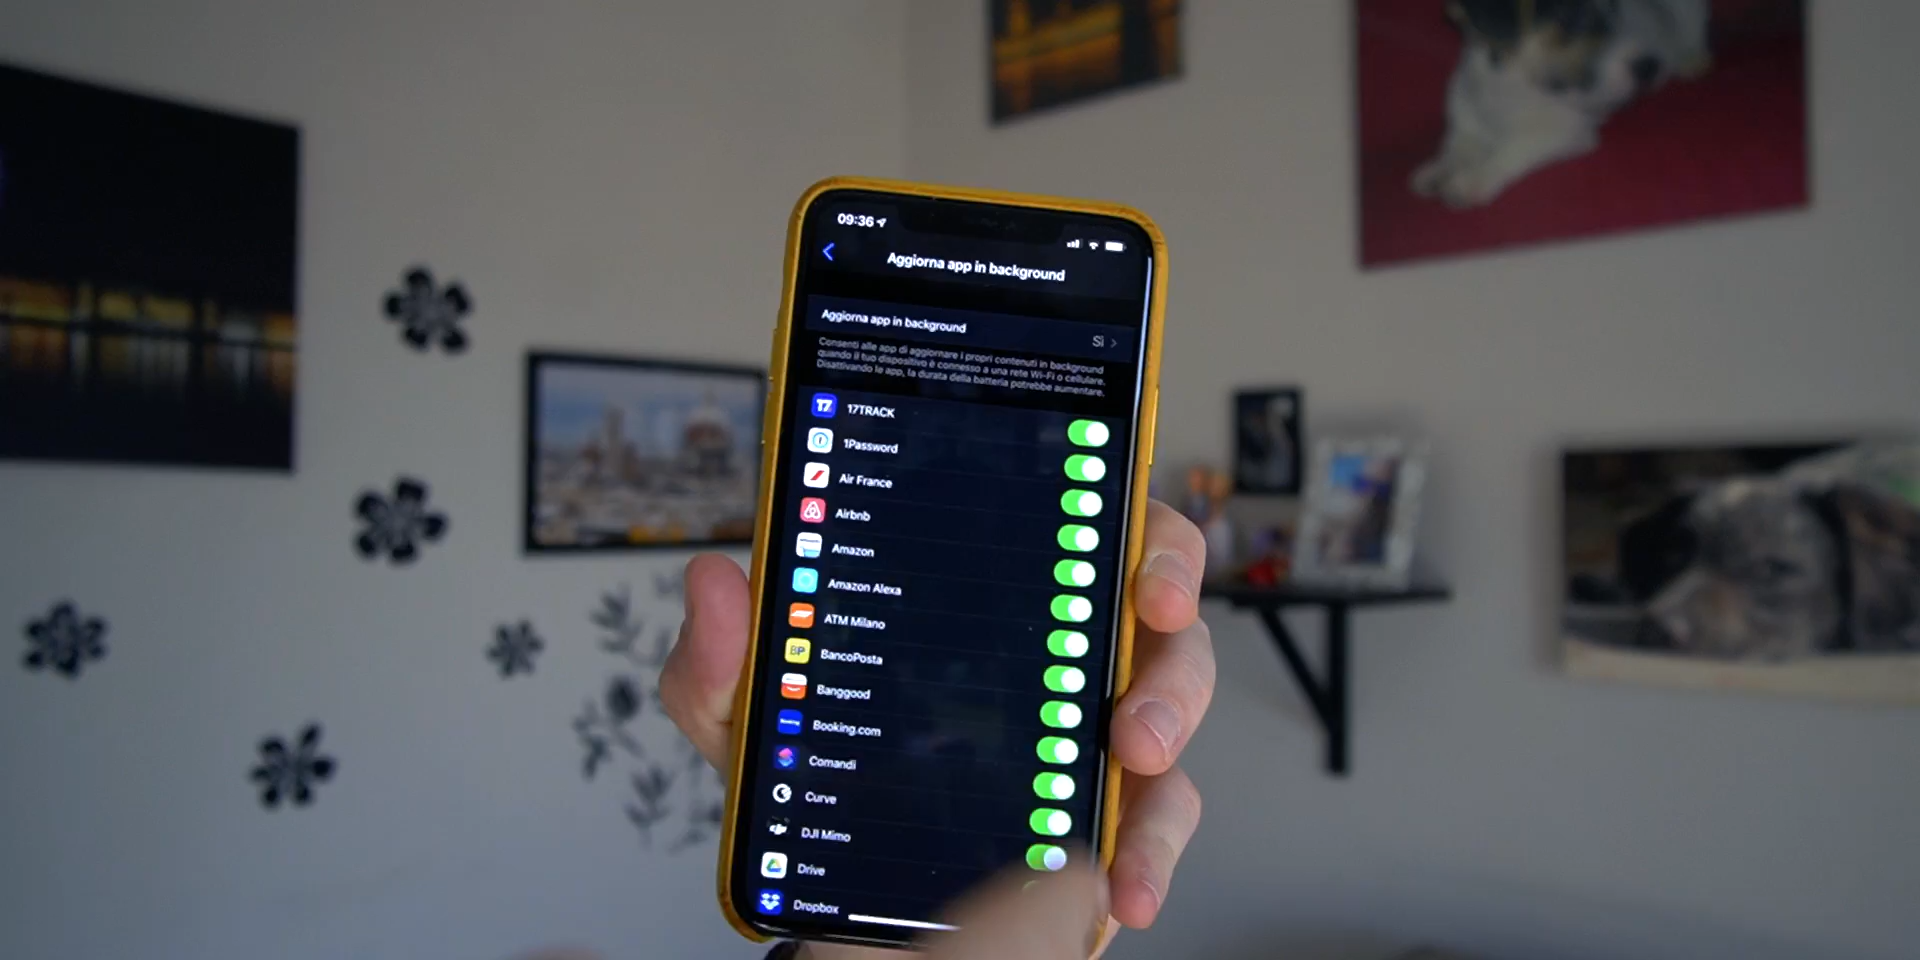 09:36
Aggiorna app in background
Aggiorna app in background
Sì
Consenti alle app di aggiornare i propri contenuti in background
quando il tuo dispositivo è connesso a una rete Wi-Fi o cellulare.
Disattivando le app, la durata della batteria potrebbe aumentare.
17 17TRACK
1Password
Air France
Airbnb
Amazon
Amazon Alexa
ATM Milano
BP BancoPosta
Banggood
Booking.com
Comandi
Curve
dji DJI Mimo
Drive
Dropbox